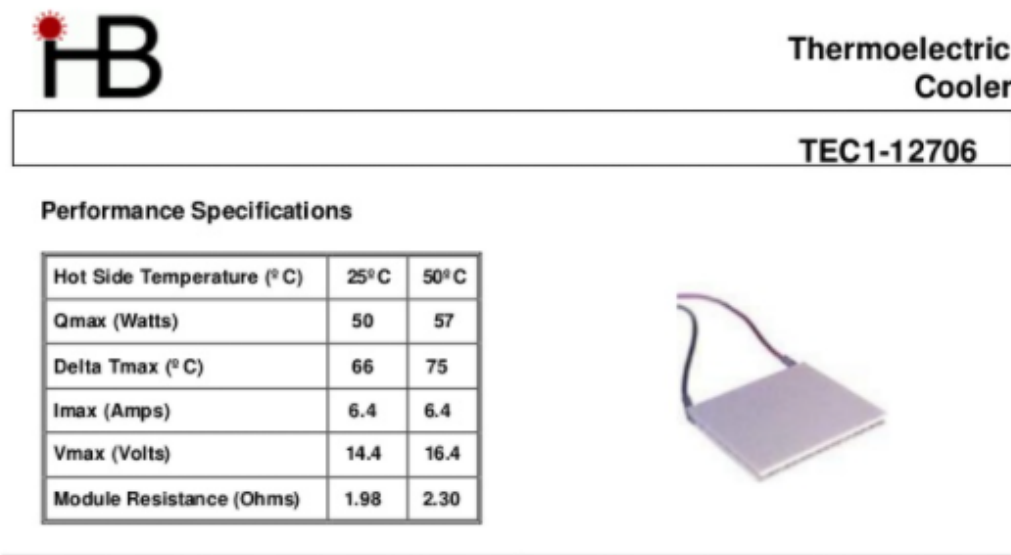 HB
Thermoelectric
Cooler
TEC1-12706
Performance Specifications
Hot Side Temperature (º C) 25º C 50º C
Qmax (Watts) 50 57
Delta Tmax (º C) 66 75
Imax (Amps) 6.4 6.4
Vmax (Volts) 14.4 16.4
Module Resistance (Ohms) 1.98 2.30